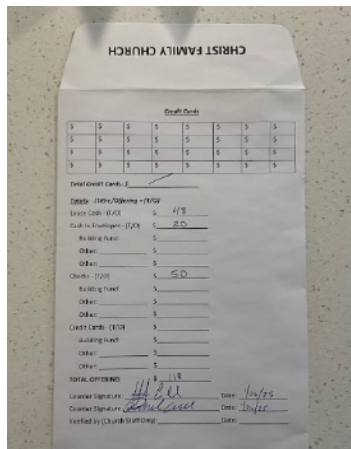 CHRIST FAMILY CHURCH
Credit Cards
$ $ $ $ $ $ $ $
$ $ $ $ $ $ $ $
$ $ $ $ $ $ $ $
$ $ $ $ $ $ $ $
Total Credit Cards: $
Details (Tithe/Offering = (T/O))
Loose Cash - (T/O) $ 48
Cash in Envelopes - (T/O) $ 20
Building Fund: $
Other: $
Other: $
Checks - (T/O) $ 50
Building Fund $
Other: $
Other: $
Credit Cards - (T/O) $
Building Fund $
Other: $
Other: $
TOTAL OFFERING $ 118
Counter Signature: Date:
Counter Signature: Date:
Verified by (Church Staff Only): Date: